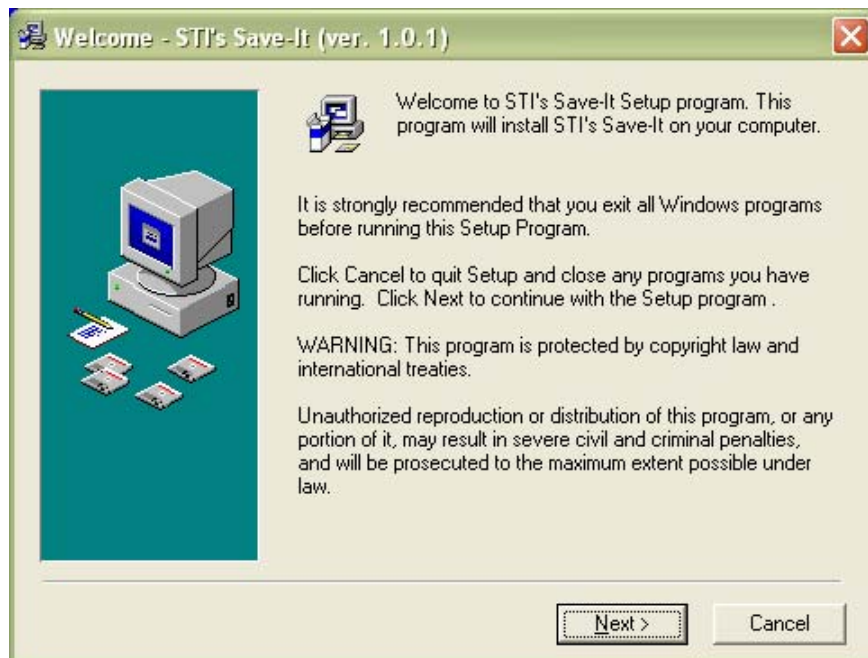 Welcome - STI's Save-It (ver. 1.0.1)
Welcome to STI's Save-It Setup program. This
program will install STI's Save-It on your computer.
It is strongly recommended that you exit all Windows programs
before running this Setup Program.
Click Cancel to quit Setup and close any programs you have
running.  Click Next to continue with the Setup program .
WARNING: This program is protected by copyright law and
international treaties.
Unauthorized reproduction or distribution of this program, or any
portion of it, may result in severe civil and criminal penalties,
and will be prosecuted to the maximum extent possible under
law.
Next >
Cancel